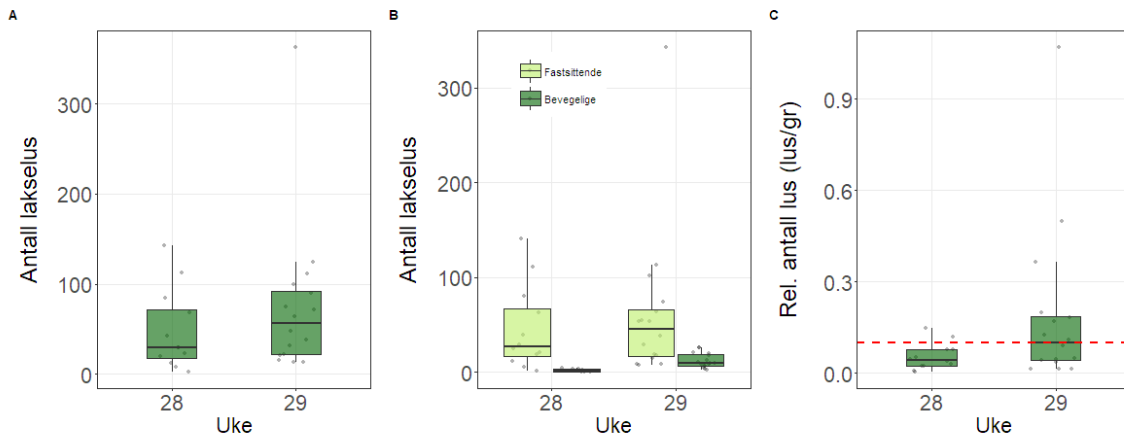 A
Antall lakselus
300
200
100
0
28
29
Uke
B
Antall lakselus
300
200
100
0
Fastsittende
Bevegelige
28
29
Uke
C
Rel. antall lus (lus/gr)
0.9
0.6
0.3
0.0
28
29
Uke